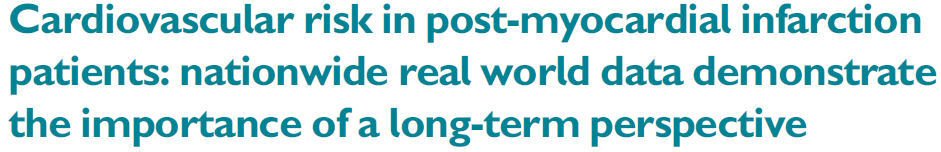 Cardiovascular risk in post-myocardial infarction
patients: nationwide real world data demonstrate
the importance of a long-term perspective